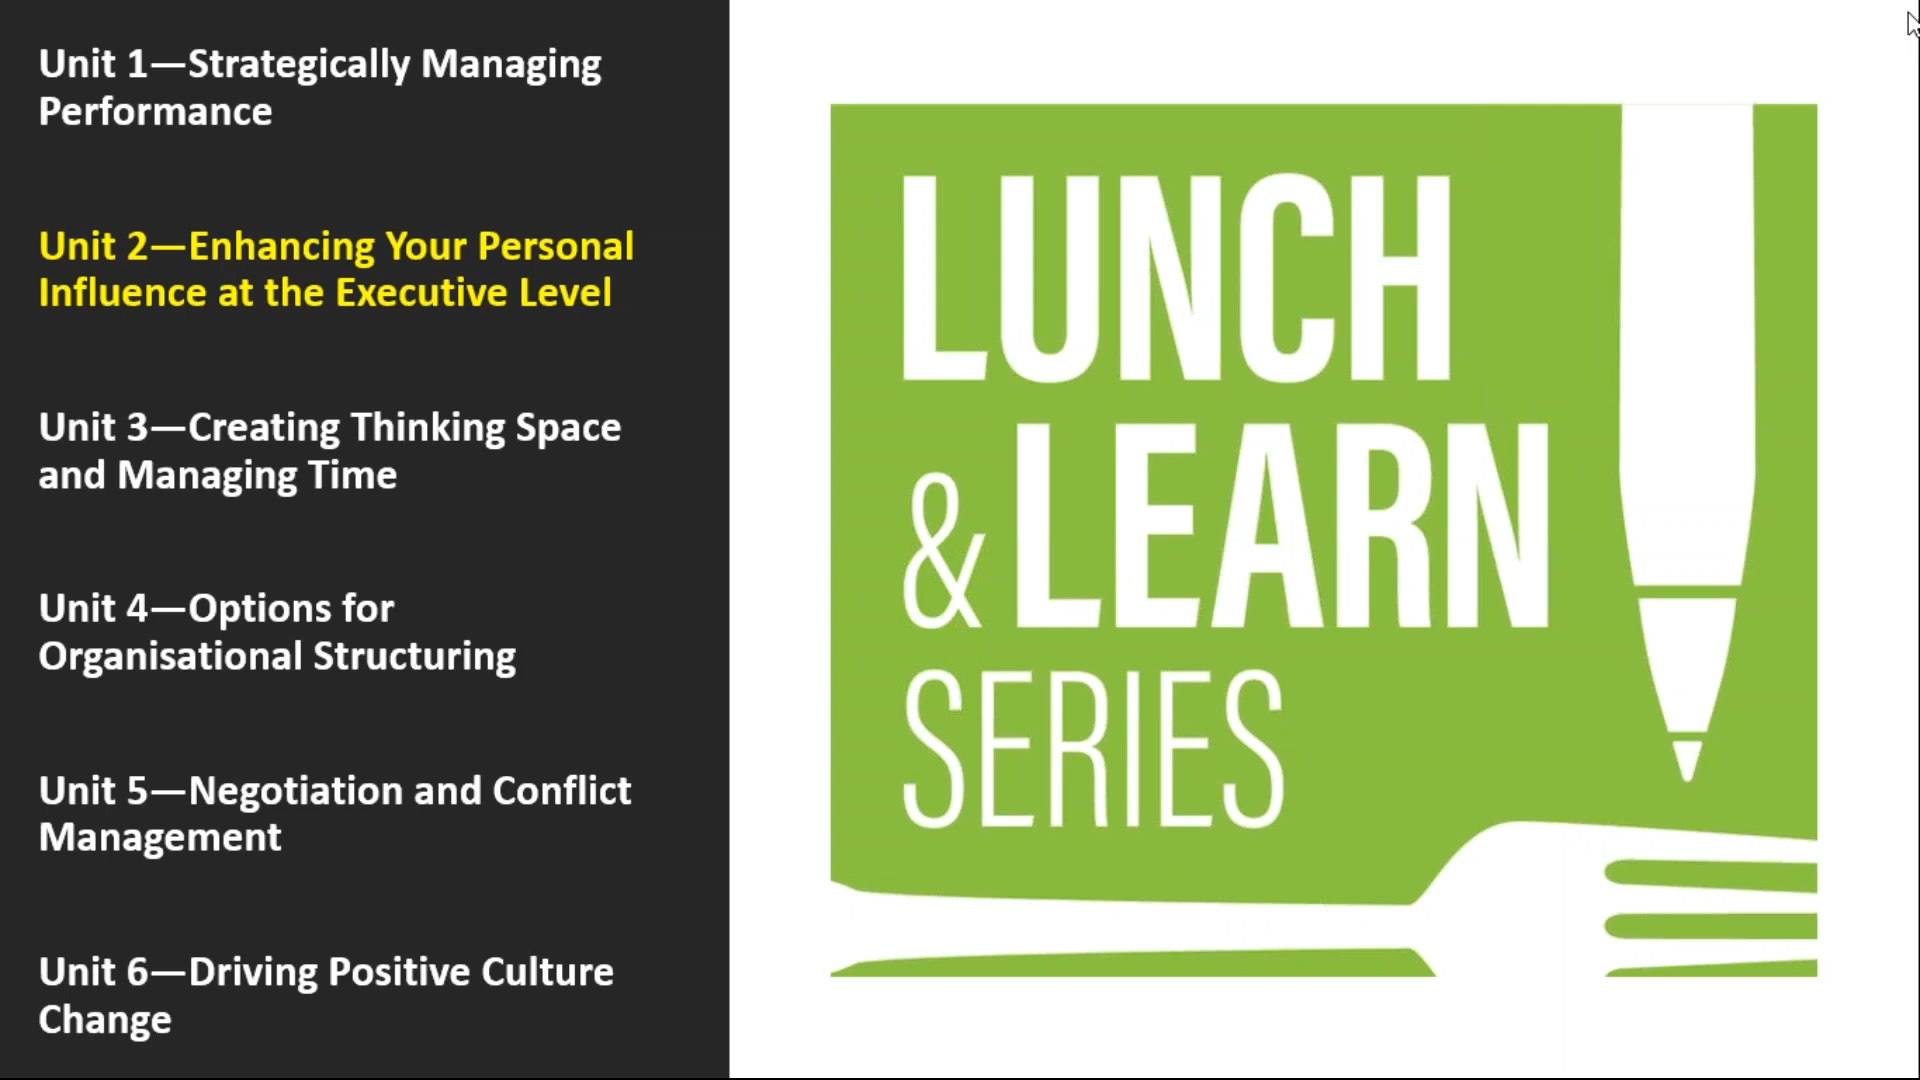 Unit 1—Strategically Managing
Performance
Unit 2—Enhancing Your Personal
Influence at the Executive Level
Unit 3—Creating Thinking Space
and Managing Time
Unit 4—Options for
Organisational Structuring
Unit 5—Negotiation and Conflict
Management
Unit 6—Driving Positive Culture
Change
LUNCH
& LEARN
SERIES